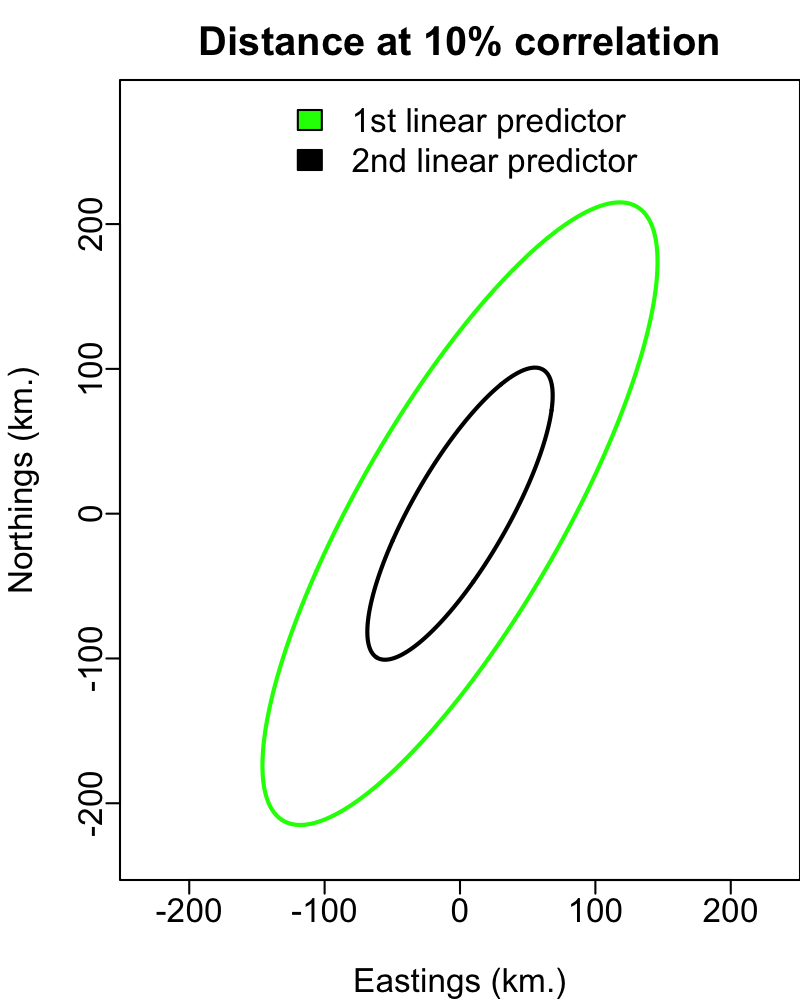 Distance at 10% correlation
1st linear predictor
2nd linear predictor
Northings (km.)
200
100
0
-100
-200
-200 -100 0 100 200
Eastings (km.)